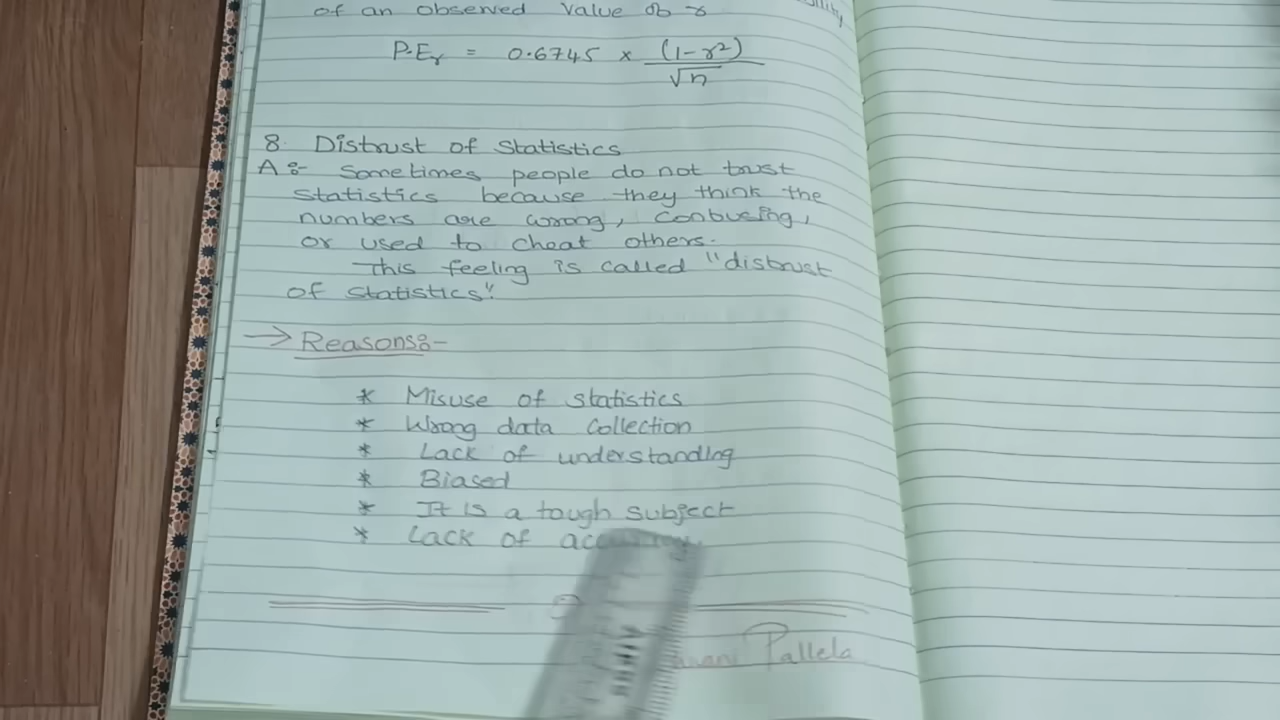 of an observed value of r
P.Er = 0.6745 × (1-r²)/√n
8. Distrust of Statistics
A:- Sometimes people do not trust
statistics because they think the
numbers are wrong, confusing,
or used to cheat others.
This feeling is called "distrust
of statistics".
→ Reasons:-
* Misuse of statistics
* Wrong data collection
* Lack of understanding
* Biased
* It is a tough subject
* Lack of
Pallela